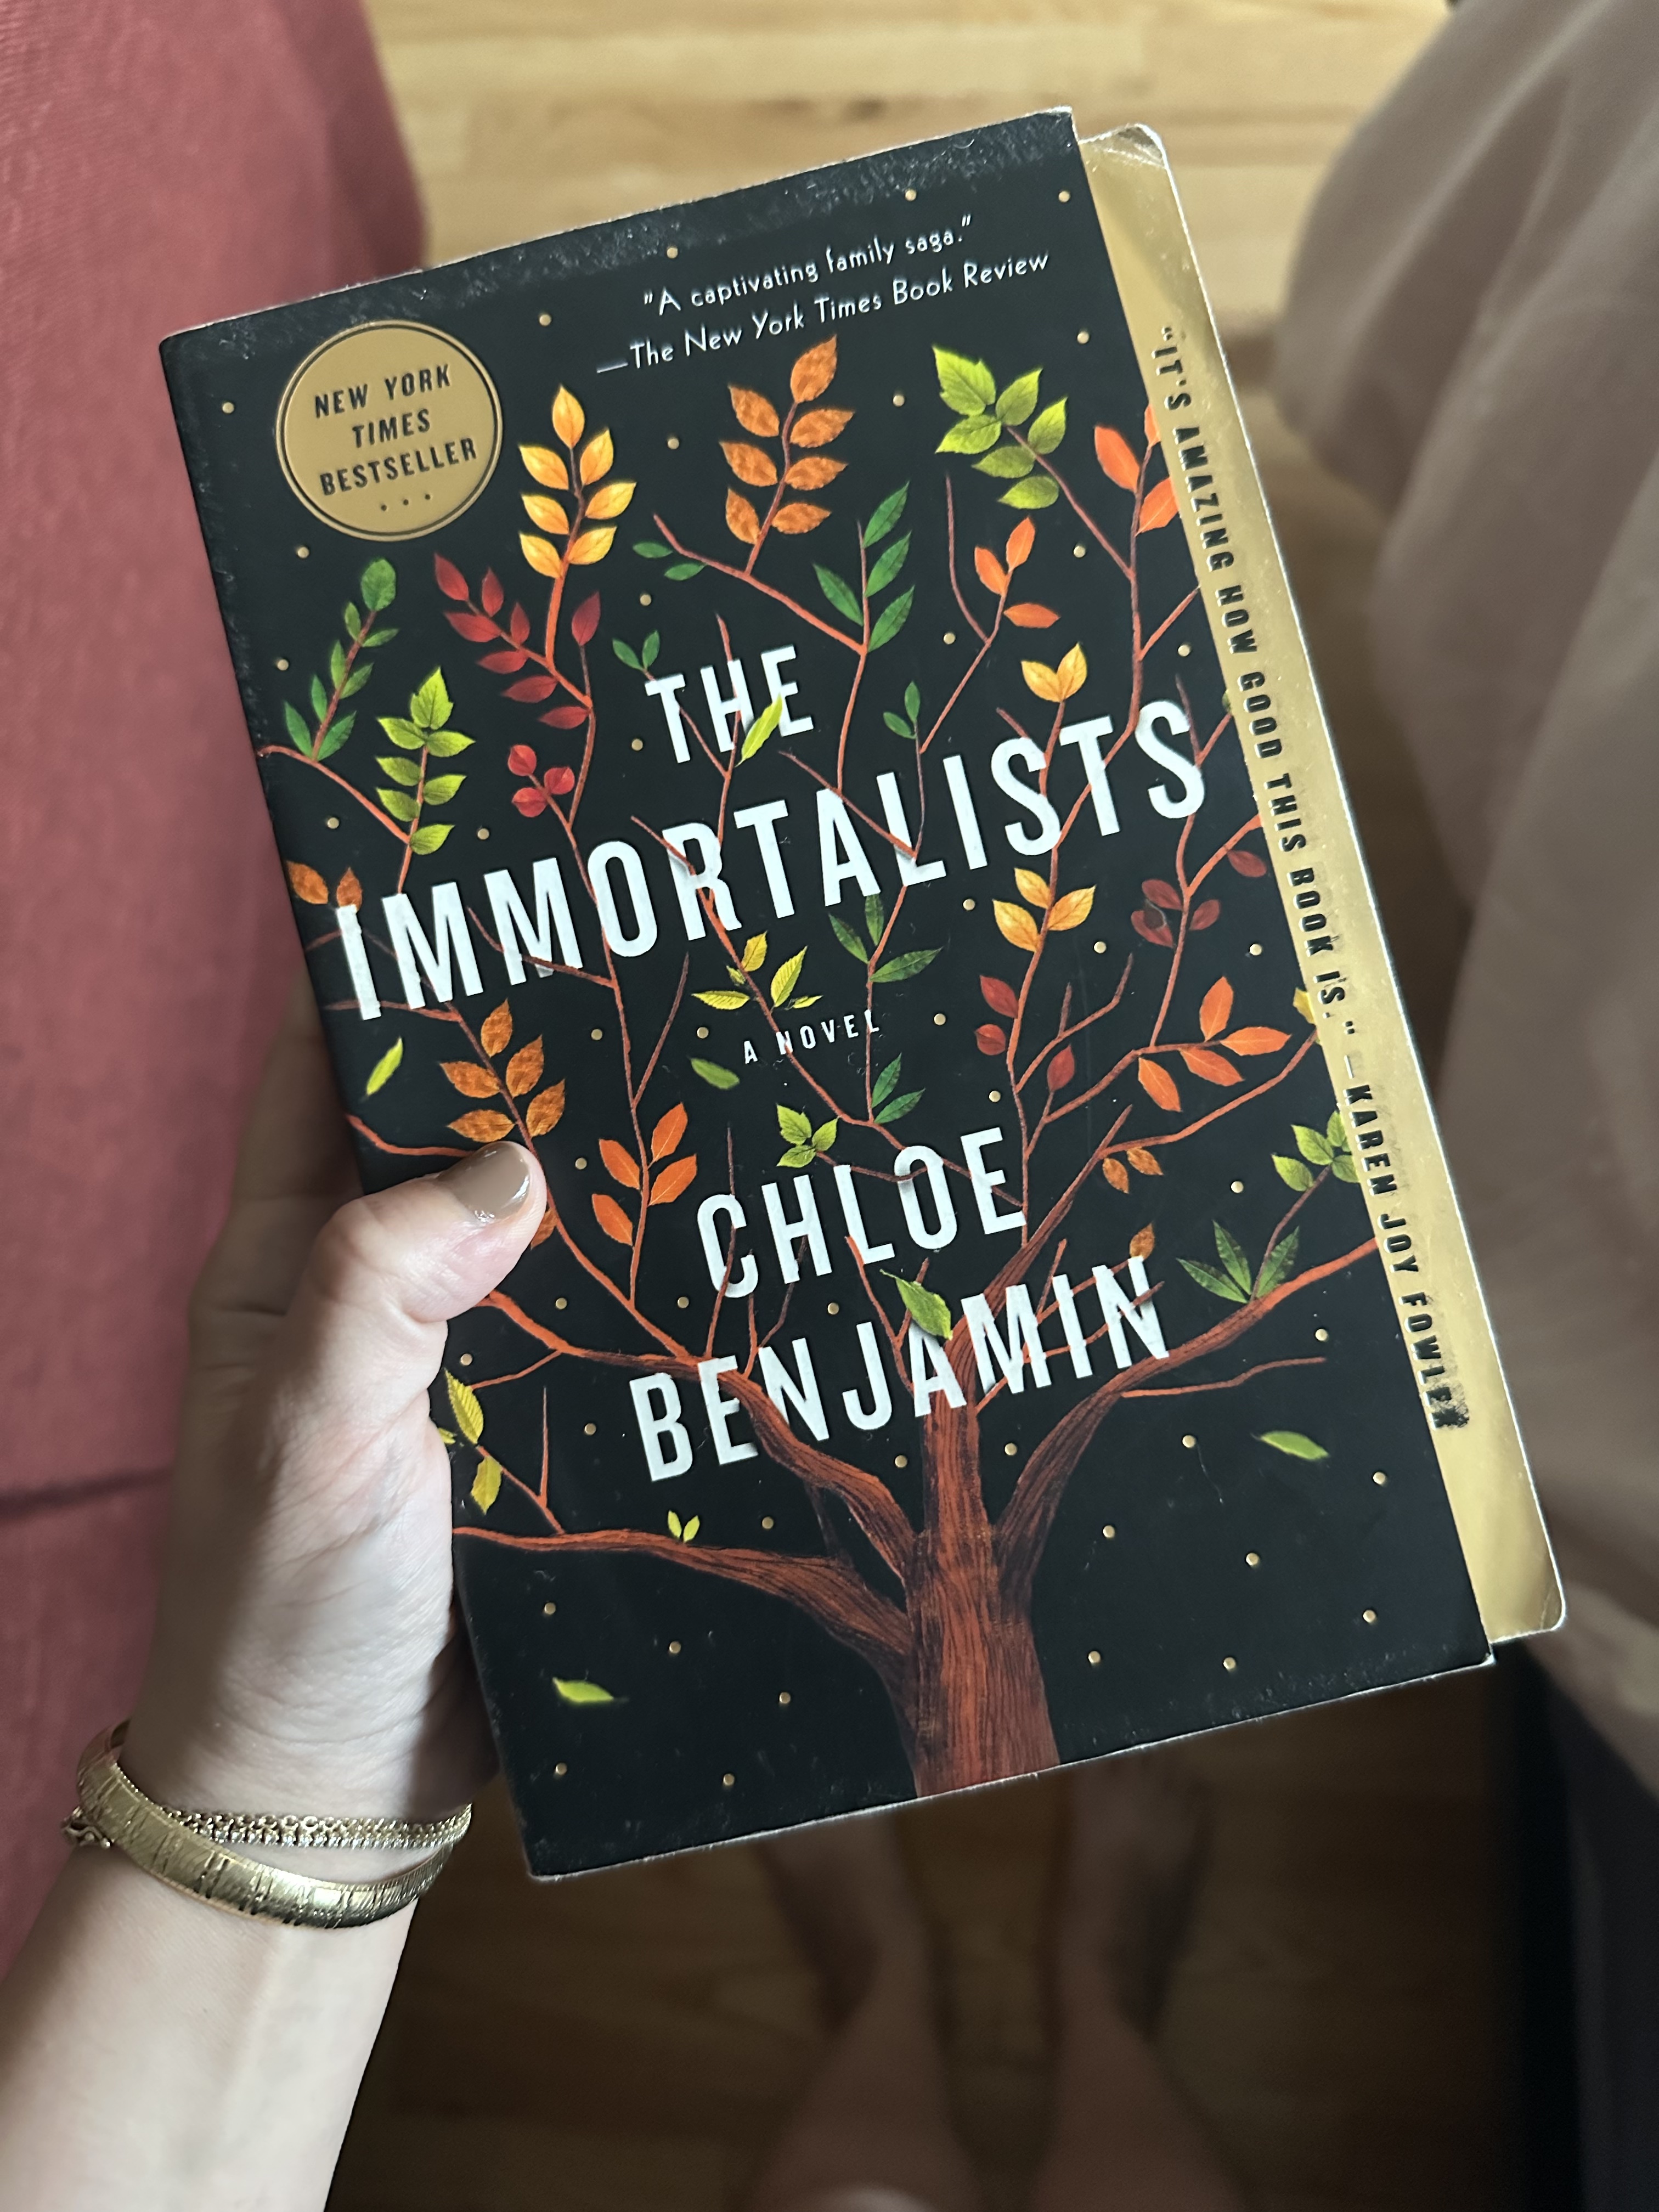 "A captivating family saga."
—The New York Times Book Review
NEW YORK
TIMES
BESTSELLER
THE
IMMORTALISTS
A NOVEL
CHLOE
BENJAMIN
"IT'S AMAZING HOW GOOD THIS BOOK IS." —KAREN JOY FOWLER